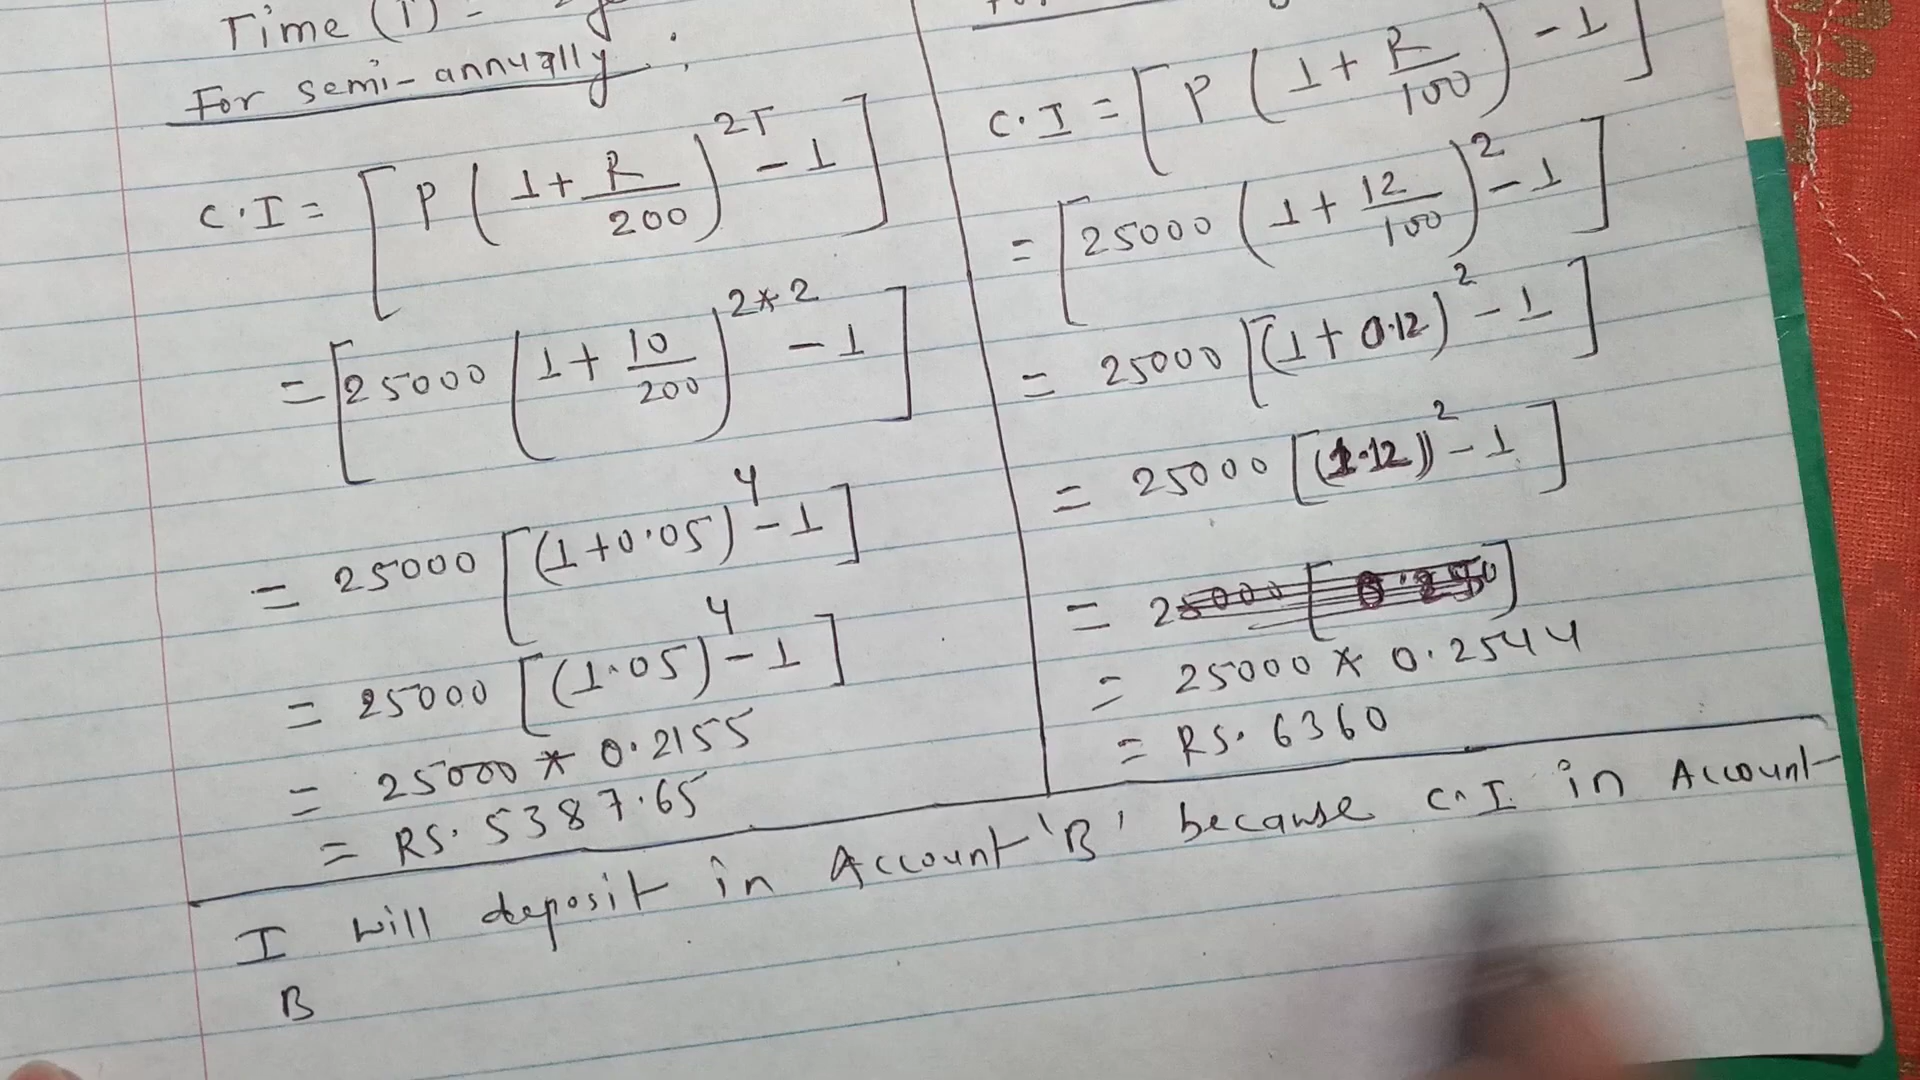 Time (T) =
For semi-annually :
C.I = [P(1+R/200)^2T - 1]
= [25000(1+10/200)^2*2 - 1]
= 25000[(1+0.05)^4 - 1]
= 25000[(1.05)^4 - 1]
= 25000 * 0.2155
= RS. 5387.65
C.I = [P(1+R/100) - 1]
= [25000(1+12/100)^2 - 1]
= 25000[(1+0.12)^2 - 1]
= 25000[(1.12)^2 - 1]
=
= 25000 * 0.2544
= RS. 6360
I will deposit in Account 'B' because C.I in Account
B